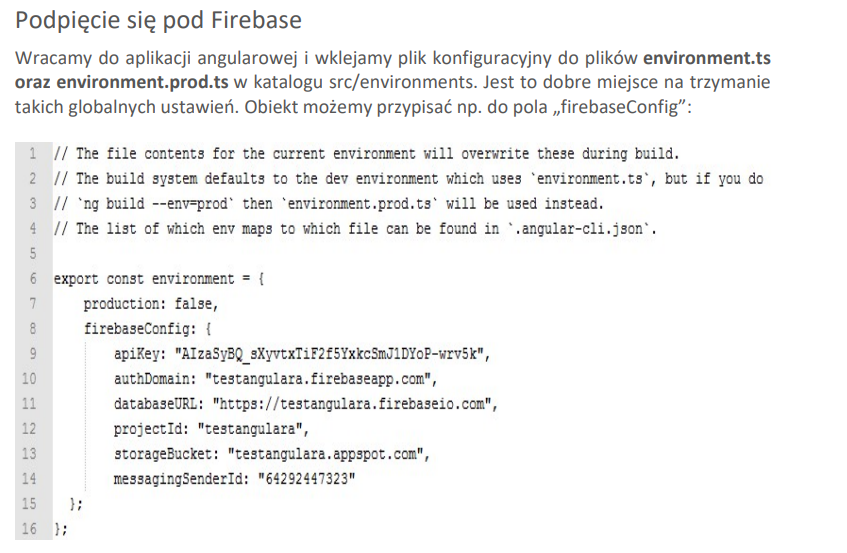 Podpięcie się pod Firebase
Wracamy do aplikacji angularowej i wklejamy plik konfiguracyjny do plików environment.ts
oraz environment.prod.ts w katalogu src/environments. Jest to dobre miejsce na trzymanie
takich globalnych ustawień. Obiekt możemy przypisać np. do pola „firebaseConfig”:
1 // The file contents for the current environment will overwrite these during build.
2 // The build system defaults to the dev environment which uses `environment.ts`, but if you do
3 // `ng build --env=prod` then `environment.prod.ts` will be used instead.
4 // The list of which env maps to which file can be found in `.angular-cli.json`.
5
6 export const environment = {
7 production: false,
8 firebaseConfig: {
9 apiKey: "AIzaSyBQ_sXyvtxTiF2f5YxkcSmJ1DYoP-wrv5k",
10 authDomain: "testangulara.firebaseapp.com",
11 databaseURL: "https://testangulara.firebaseio.com",
12 projectId: "testangulara",
13 storageBucket: "testangulara.appspot.com",
14 messagingSenderId: "64292447323"
15 };
16 };